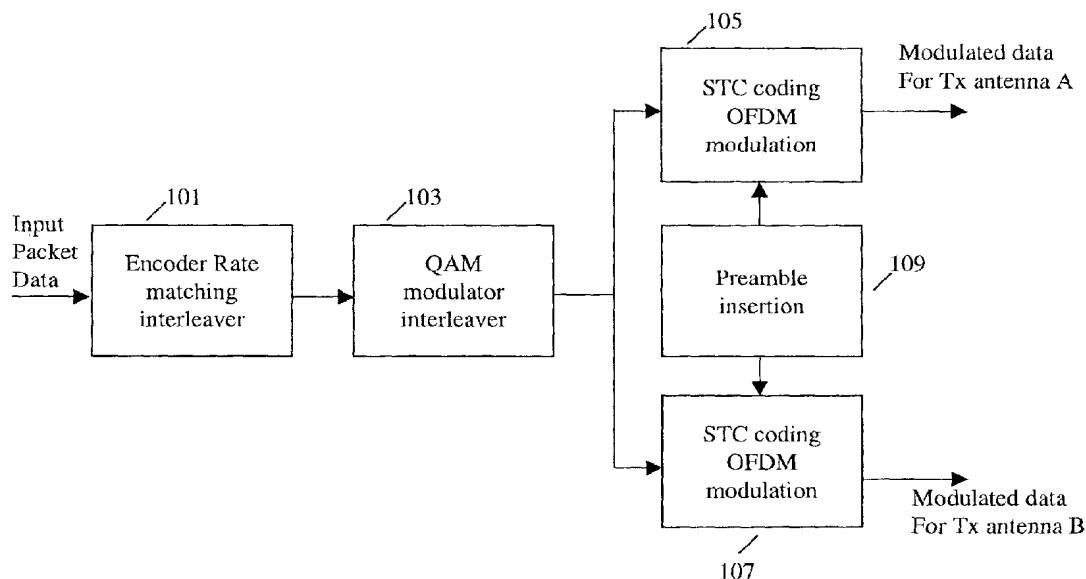 105
Modulated data
For Tx antenna A
STC coding
OFDM
modulation
101
103
Input
Packet
Data
Encoder Rate
matching
interleaver
QAM
modulator
interleaver
Preamble
insertion
109
STC coding
OFDM
modulation
Modulated data
For Tx antenna B
107